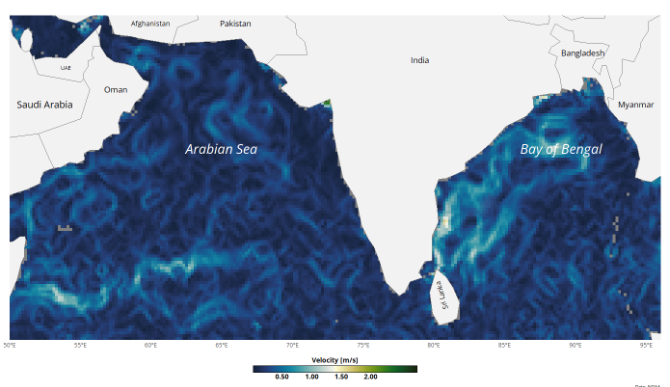 Afghanistan
Pakistan
India
Bangladesh
UAE
Oman
Saudi Arabia
Myanmar
Arabian Sea
Bay of Bengal
Sri Lanka
50°E 55°E 60°E 65°E 70°E 75°E 80°E 85°E 90°E 95°E
Velocity [m/s]
0.50 1.00 1.50 2.00